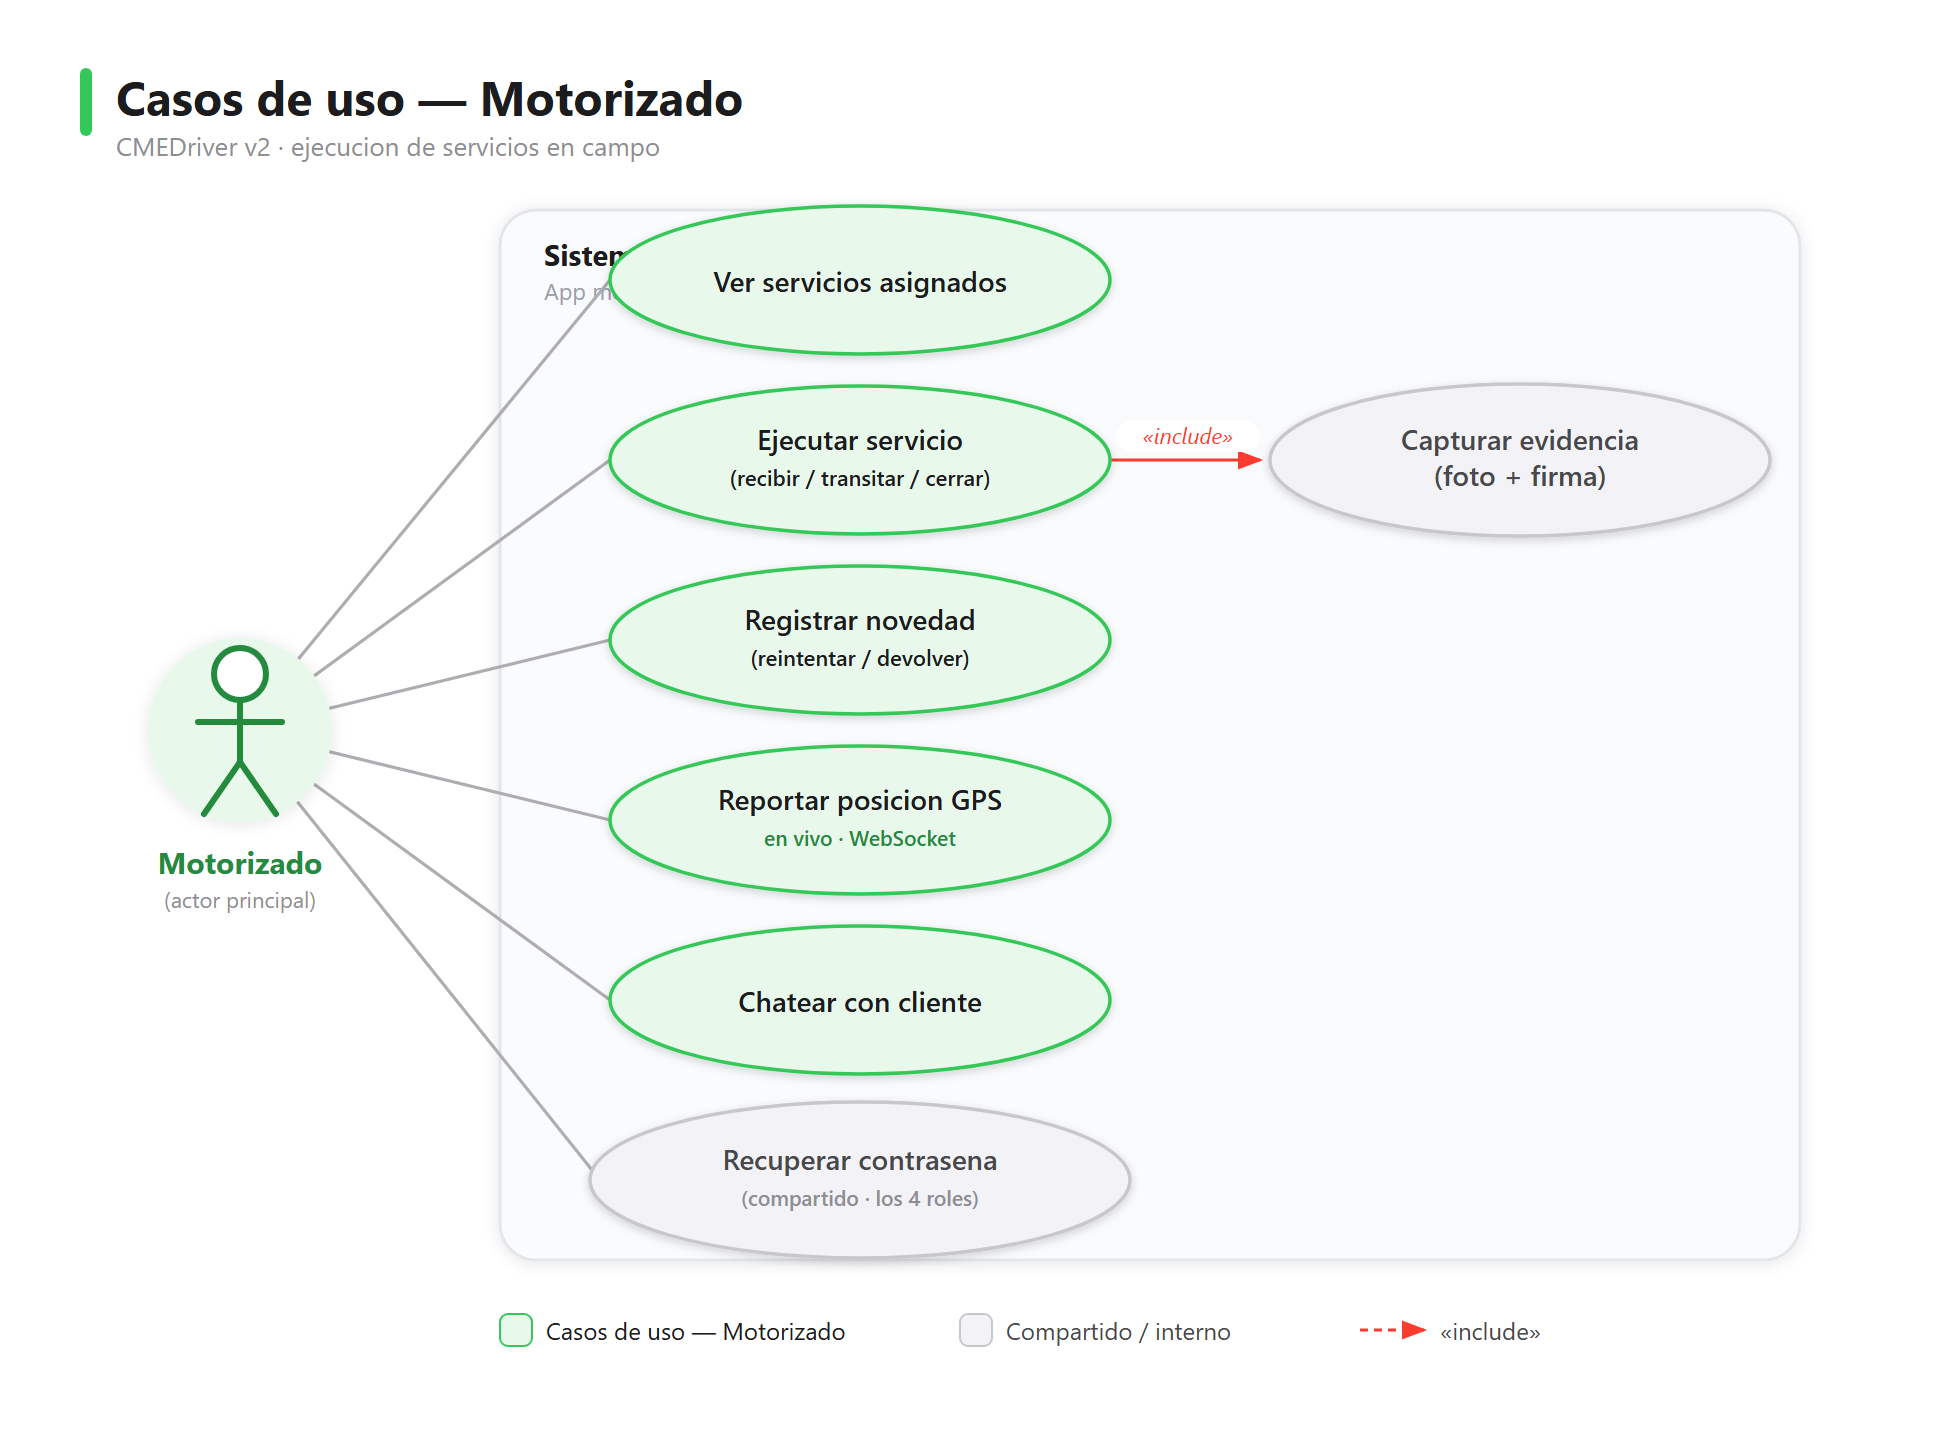 Casos de uso — Motorizado
CMEDriver v2 · ejecucion de servicios en campo
Ver servicios asignados
App
Ejecutar servicio
(recibir / transitar / cerrar)
«include»
Capturar evidencia
(foto + firma)
Registrar novedad
(reintentar / devolver)
Reportar posicion GPS
en vivo · WebSocket
Motorizado
(actor principal)
Chatear con cliente
Recuperar contrasena
(compartido · los 4 roles)
Casos de uso — Motorizado
Compartido / interno
«include»